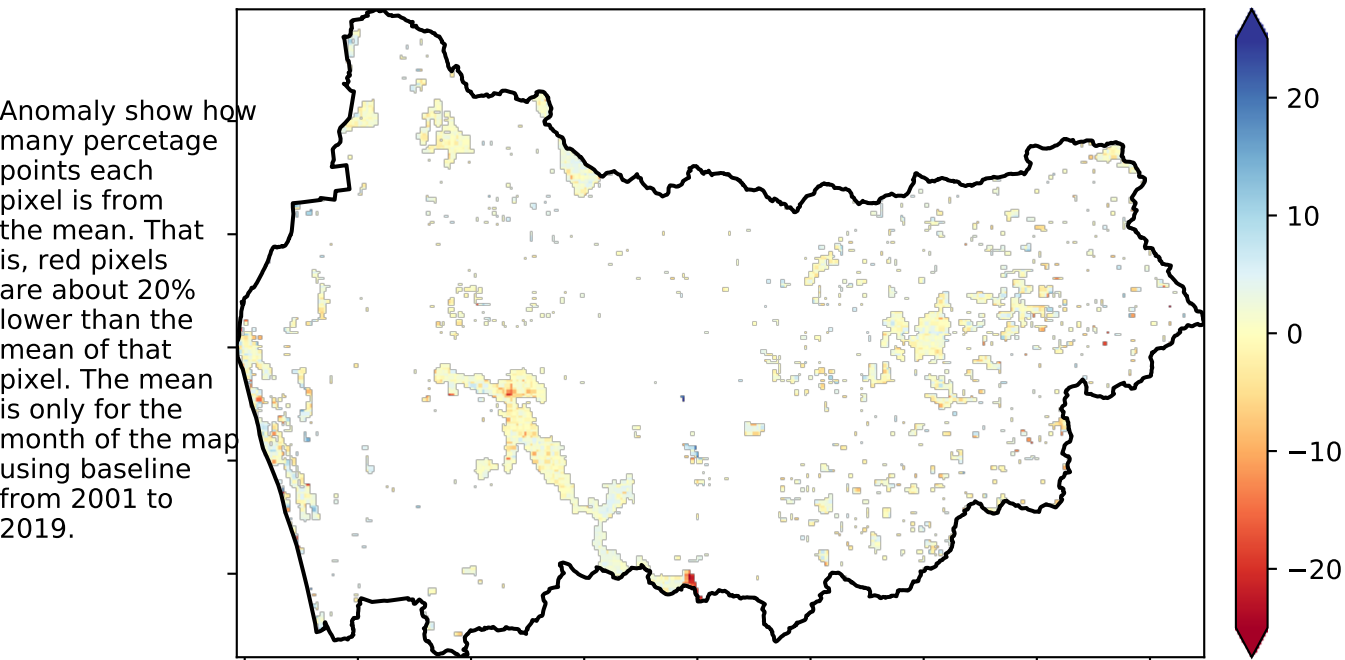 Anomaly show how
many percetage
points each
pixel is from
the mean. That
is, red pixels
are about 20%
lower than the
mean of that
pixel. The mean
is only for the
month of the map
using baseline
from 2001 to
2019.
20
10
0
−10
−20